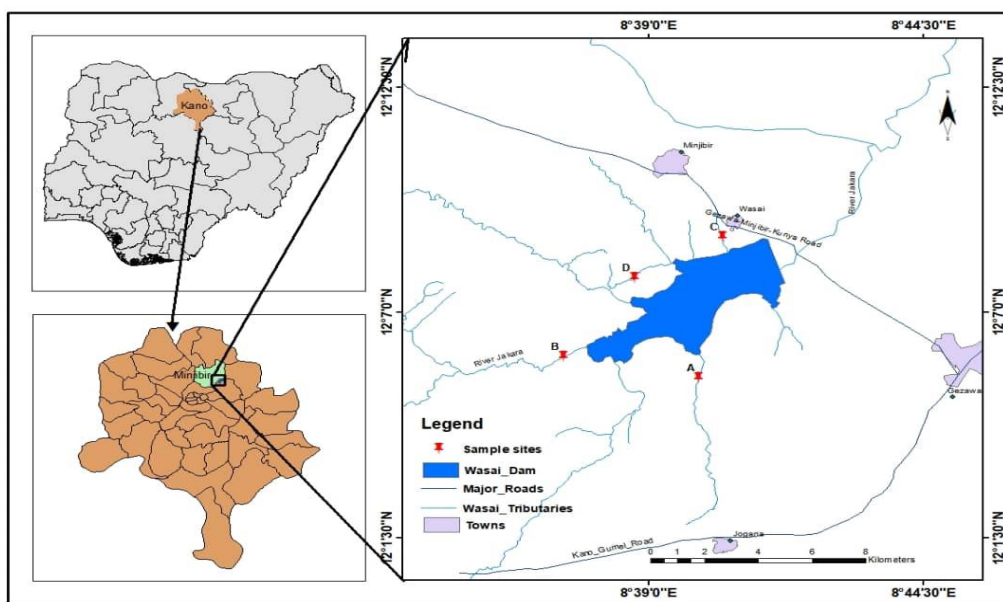 8°39'0"E
8°44'30"E
Kano
12°12'30"N
12°12'30"N
Minjibir
Wasai
Gezawa Minjibir-Kunya Road
River Jakara
C
D
12°7'0"N
12°7'0"N
B
River Jakara
A
Minjibir
Gezawa
Legend
Sample sites
Wasai_Dam
Major_Roads
Wasai_Tributaries
Towns
Kano_Gumel_Road
Jogana
12°1'30"N
12°1'30"N
0 1 2 4 6 8
Kilometers
8°39'0"E
8°44'30"E